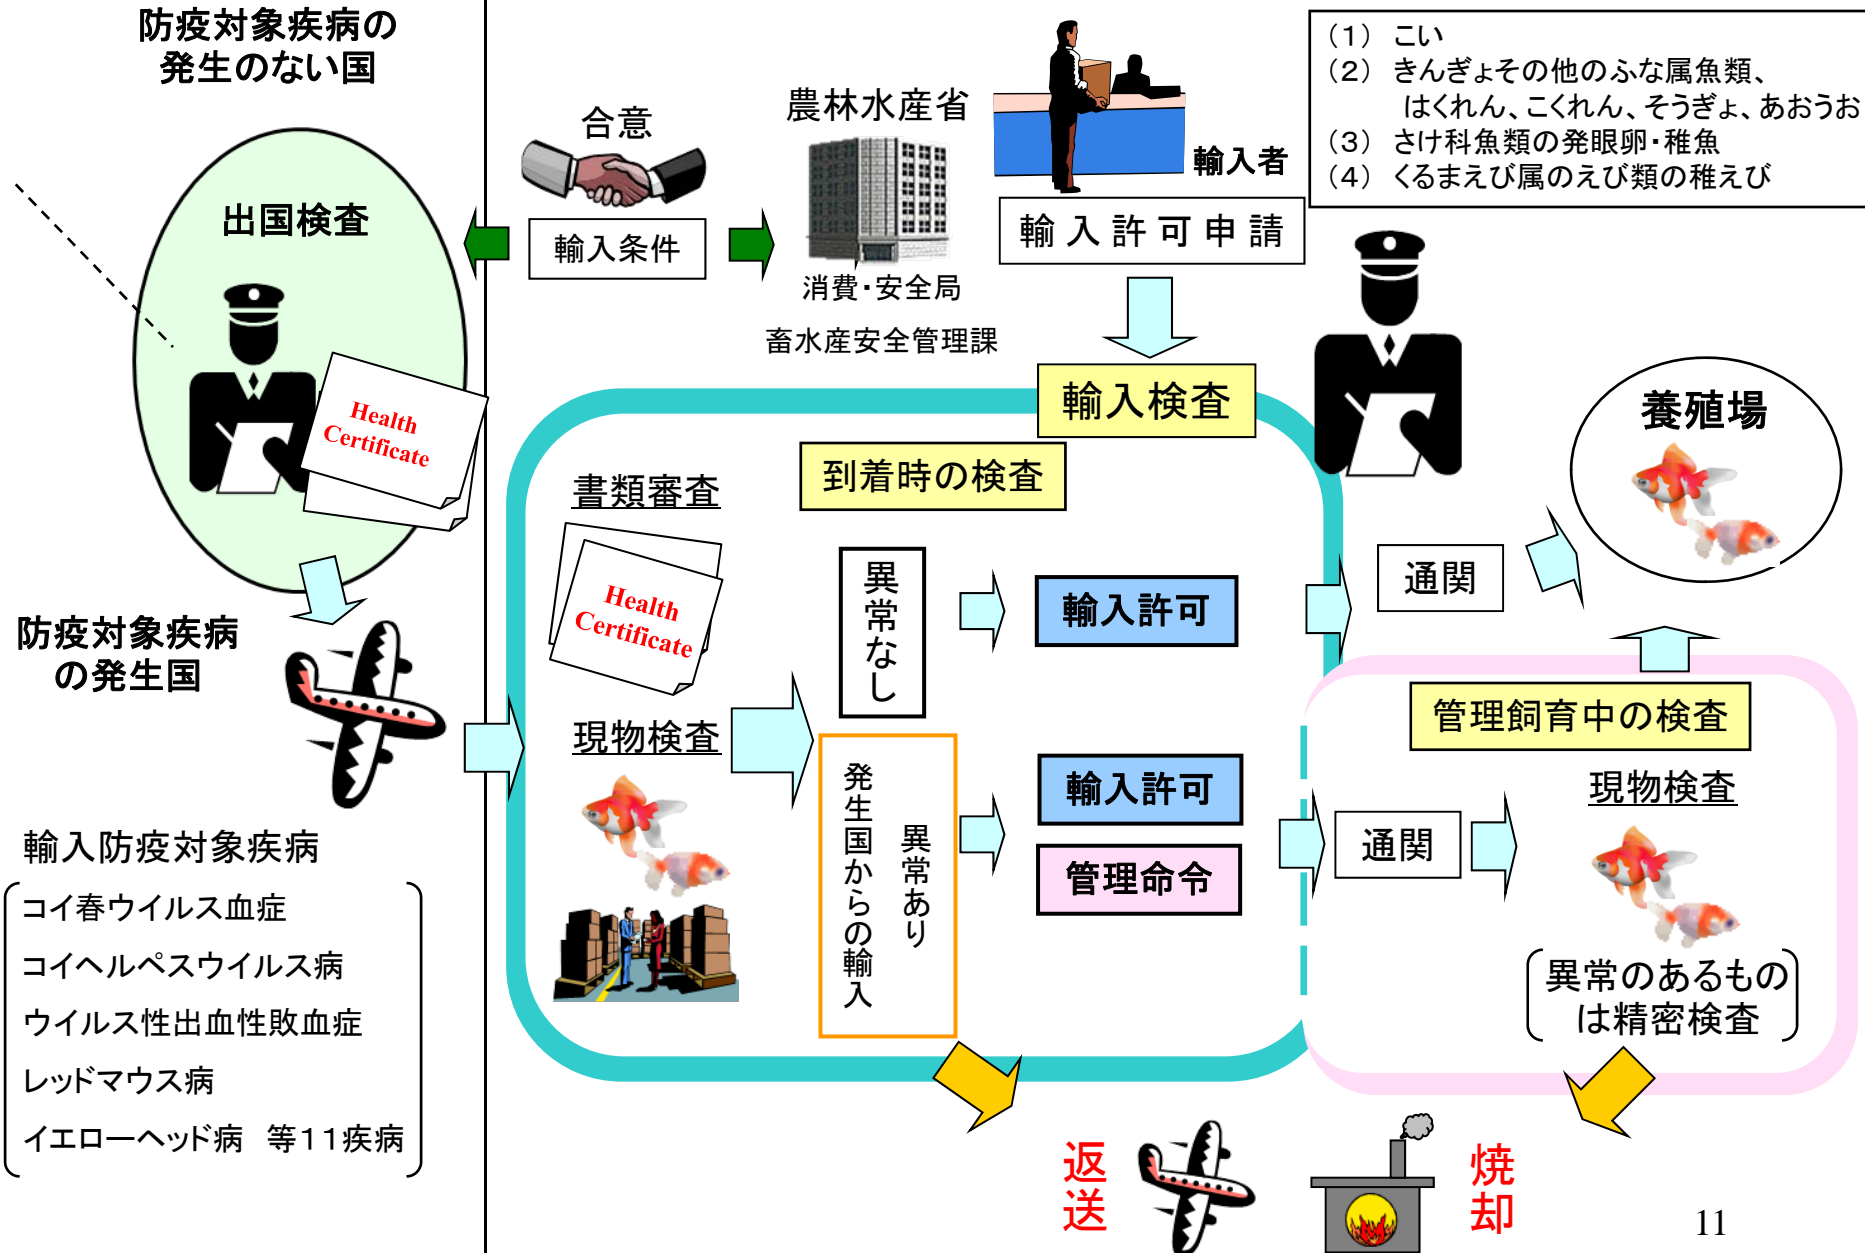 防疫対象疾病の
発生のない国
出国検査
Health
Certificate
防疫対象疾病
の発生国
輸入防疫対象疾病
コイ春ウイルス血症
コイヘルペスウイルス病
ウイルス性出血性敗血症
レッドマウス病
イエローヘッド病 等11疾病
合意
輸入条件
農林水産省
消費・安全局
畜水産安全管理課
輸入者
輸入許可申請
(1) こい
(2) きんぎょその他のふな属魚類、
はくれん、こくれん、そうぎょ、あおうお
(3) さけ科魚類の発眼卵・稚魚
(4) くるまえび属のえび類の稚えび
輸入検査
到着時の検査
書類審査
Health
Certificate
現物検査
異常なし
輸入許可
通関
養殖場
異常あり
発生国からの輸入
輸入許可
管理命令
通関
管理飼育中の検査
現物検査
異常のあるもの
は精密検査
返送
焼却
11